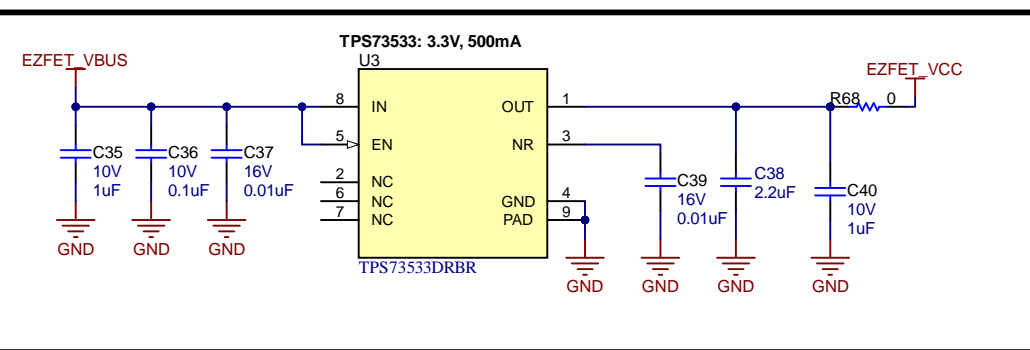 TPS73533: 3.3V, 500mA
U3
EZFET_VBUS
EZFET_VCC
8 IN
OUT 1
R68 0
5 EN
NR 3
C35
10V
1uF
C36
10V
0.1uF
C37
16V
0.01uF
2 NC
6 NC
7 NC
GND 4
PAD 9
C39
16V
0.01uF
C38
2.2uF
C40
10V
1uF
GND
GND
GND
TPS73533DRBR
GND
GND
GND
GND